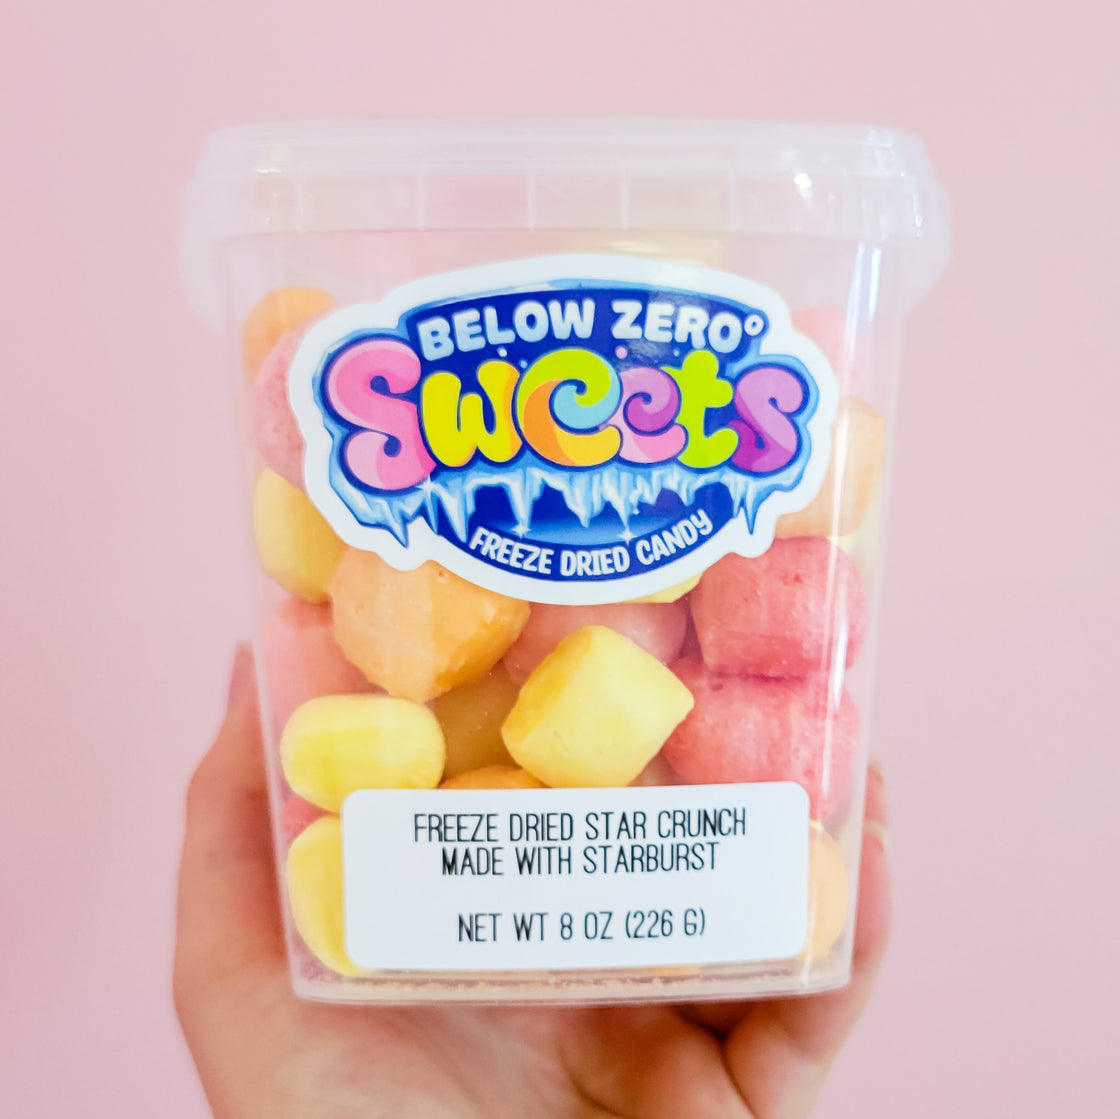 BELOW ZERO°
Sweets
FREEZE DRIED CANDY
FREEZE DRIED STAR CRUNCH
MADE WITH STARBURST
NET WT 8 OZ (226 G)